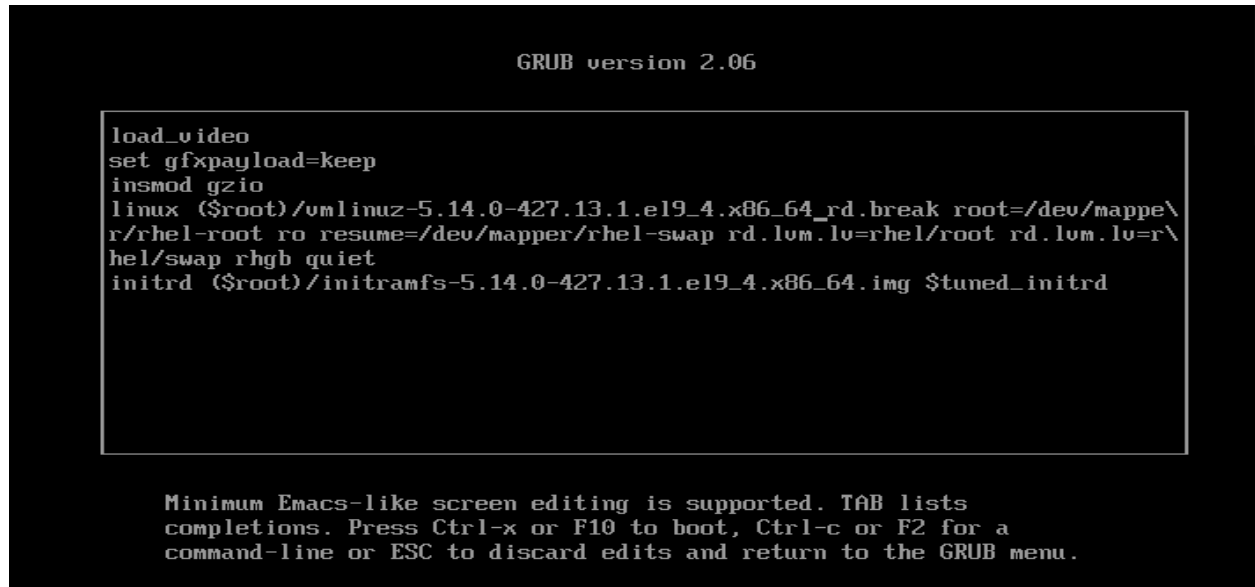 GRUB version 2.06
load_video
set gfxpayload=keep
insmod gzio
linux ($root)/vmlinuz-5.14.0-427.13.1.el9_4.x86_64 rd.break root=/dev/mappe\
r/rhel-root ro resume=/dev/mapper/rhel-swap rd.lvm.lv=rhel/root rd.lvm.lv=r\
hel/swap rhgb quiet
initrd ($root)/initramfs-5.14.0-427.13.1.el9_4.x86_64.img $tuned_initrd
Minimum Emacs-like screen editing is supported. TAB lists
completions. Press Ctrl-x or F10 to boot, Ctrl-c or F2 for a
command-line or ESC to discard edits and return to the GRUB menu.